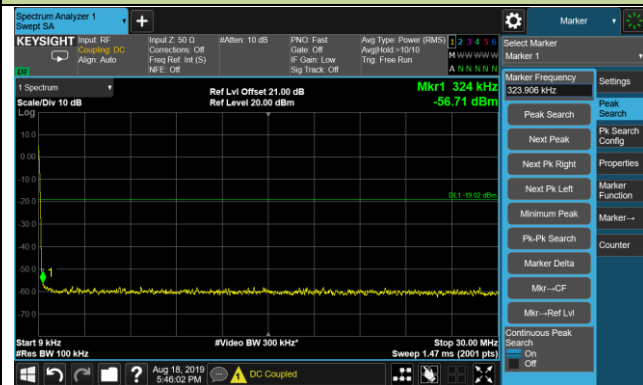 Spectrum Analyzer 1
Swept SA
Marker
KEYSIGHT
Input: RF
Coupling: DC
Align: Auto
Input Z: 50 Ω
Corrections: Off
Freq Ref: Int (S)
NFE: Off
#Atten: 10 dB
PNO: Fast
Gate: Off
IF Gain: Low
Sig Track: Off
Avg Type: Power (RMS)
Avg|Hold:>10/10
Trig: Free Run
1 2 3 4 5 6
M W W W W W
A N N N N N
Select Marker
Marker 1
LXI
1 Spectrum
Scale/Div 10 dB
Log
Ref Lvl Offset 21.00 dB
Ref Level 20.00 dBm
Mkr1 324 kHz
-56.71 dBm
10.0
0.00
-10.0
-20.0
-30.0
-40.0
-50.0
-60.0
-70.0
DL1 -19.02 dBm
1
Start 9 kHz
#Res BW 100 kHz
#Video BW 300 kHz*
Stop 30.00 MHz
Sweep 1.47 ms (2001 pts)
Marker Frequency
323.906 kHz
Peak Search
Next Peak
Next Pk Right
Next Pk Left
Minimum Peak
Pk-Pk Search
Marker Delta
Mkr→CF
Mkr→Ref Lvl
Continuous Peak
Search
On
Off
Settings
Peak
Search
Pk Search
Config
Properties
Marker
Function
Marker→
Counter
?
Aug 18, 2019
5:46:02 PM
DC Coupled